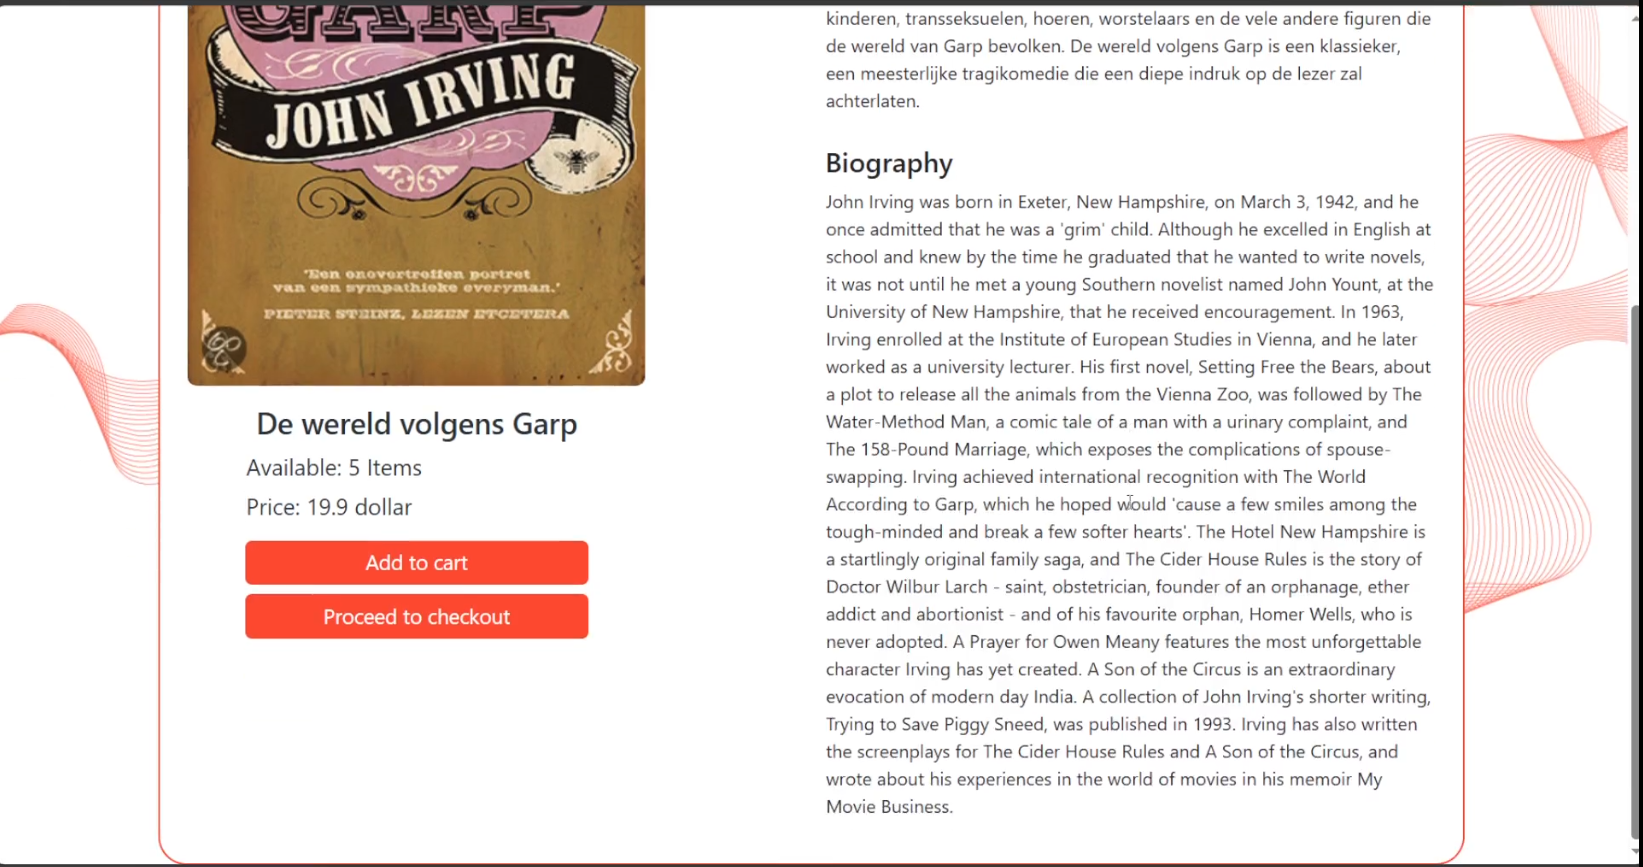 GARP
JOHN IRVING
'Een onovertroffen portret
van een sympathieke everyman.'
PIETER STEINZ, LEZEN ETCETERA
De wereld volgens Garp
Available: 5 Items
Price: 19.9 dollar
Add to cart
Proceed to checkout
kinderen, transseksuelen, hoeren, worstelaars en de vele andere figuren die
de wereld van Garp bevolken. De wereld volgens Garp is een klassieker,
een meesterlijke tragikomedie die een diepe indruk op de lezer zal
achterlaten.
Biography
John Irving was born in Exeter, New Hampshire, on March 3, 1942, and he
once admitted that he was a 'grim' child. Although he excelled in English at
school and knew by the time he graduated that he wanted to write novels,
it was not until he met a young Southern novelist named John Yount, at the
University of New Hampshire, that he received encouragement. In 1963,
Irving enrolled at the Institute of European Studies in Vienna, and he later
worked as a university lecturer. His first novel, Setting Free the Bears, about
a plot to release all the animals from the Vienna Zoo, was followed by The
Water-Method Man, a comic tale of a man with a urinary complaint, and
The 158-Pound Marriage, which exposes the complications of spouse-
swapping. Irving achieved international recognition with The World
According to Garp, which he hoped would 'cause a few smiles among the
tough-minded and break a few softer hearts'. The Hotel New Hampshire is
a startlingly original family saga, and The Cider House Rules is the story of
Doctor Wilbur Larch - saint, obstetrician, founder of an orphanage, ether
addict and abortionist - and of his favourite orphan, Homer Wells, who is
never adopted. A Prayer for Owen Meany features the most unforgettable
character Irving has yet created. A Son of the Circus is an extraordinary
evocation of modern day India. A collection of John Irving's shorter writing,
Trying to Save Piggy Sneed, was published in 1993. Irving has also written
the screenplays for The Cider House Rules and A Son of the Circus, and
wrote about his experiences in the world of movies in his memoir My
Movie Business.